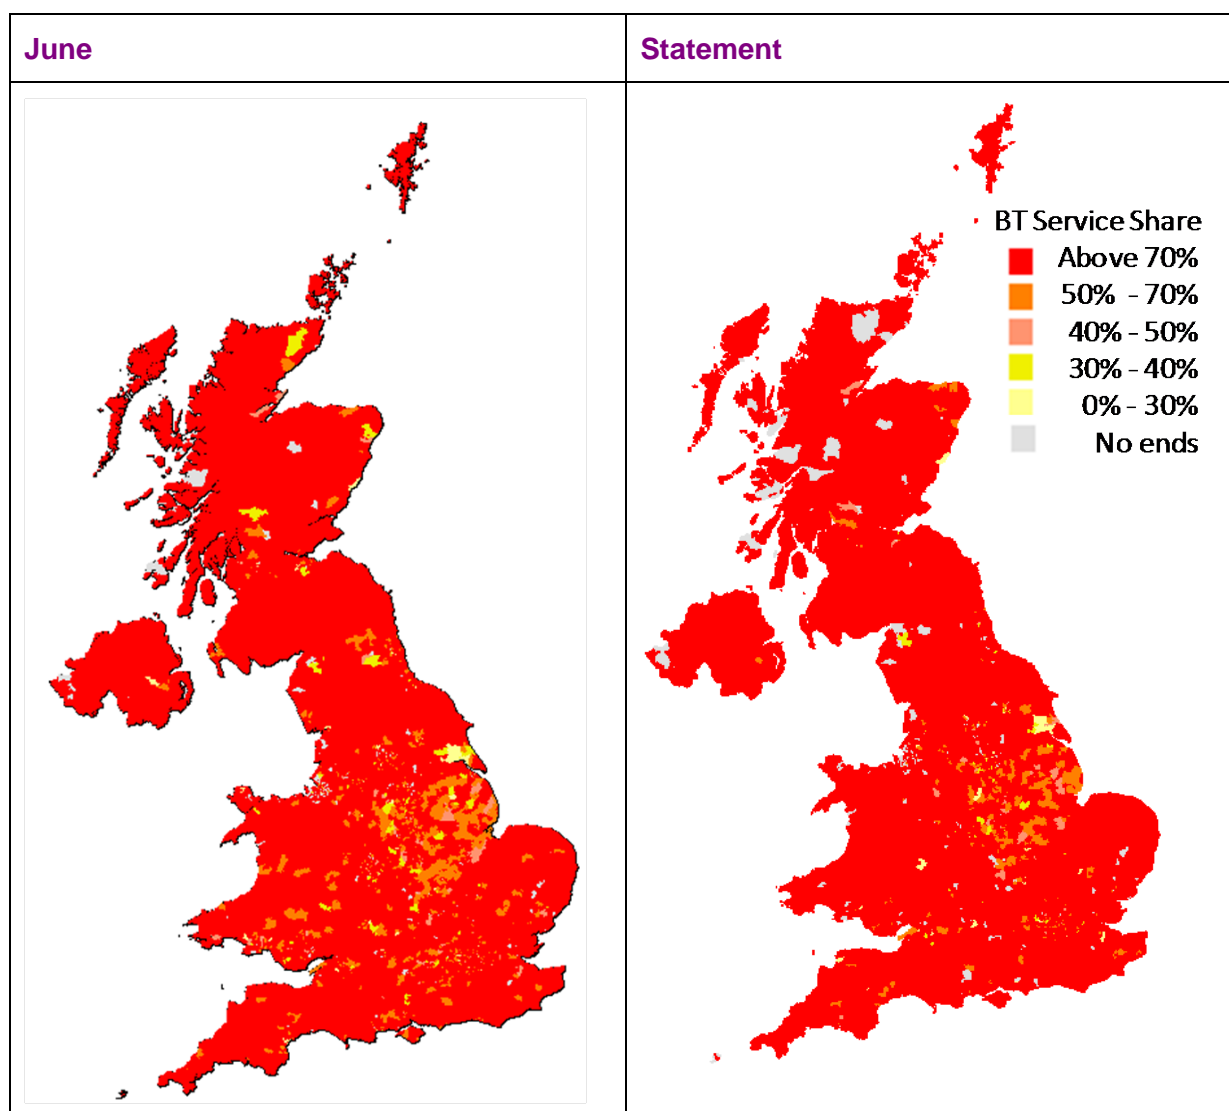 June
Statement
BT Service Share
Above 70%
50% - 70%
40% - 50%
30% - 40%
0% - 30%
No ends